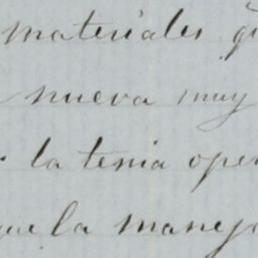 materiales q
nueva muy
la tenia ope
que la manej